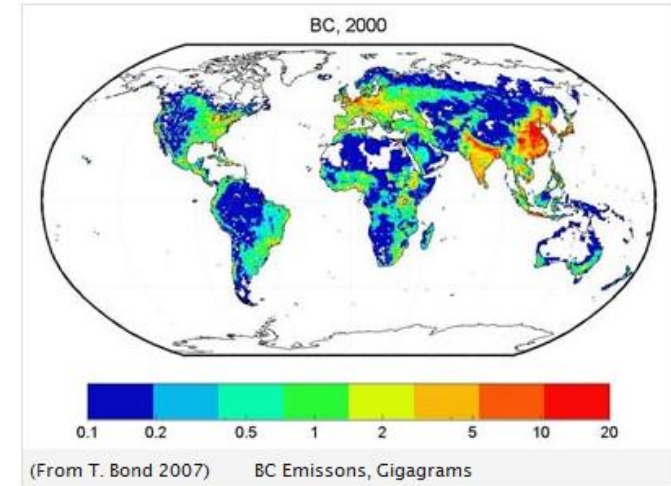 BC, 2000
0.1 0.2 0.5 1 2 5 10 20
(From T. Bond 2007) BC Emissons, Gigagrams